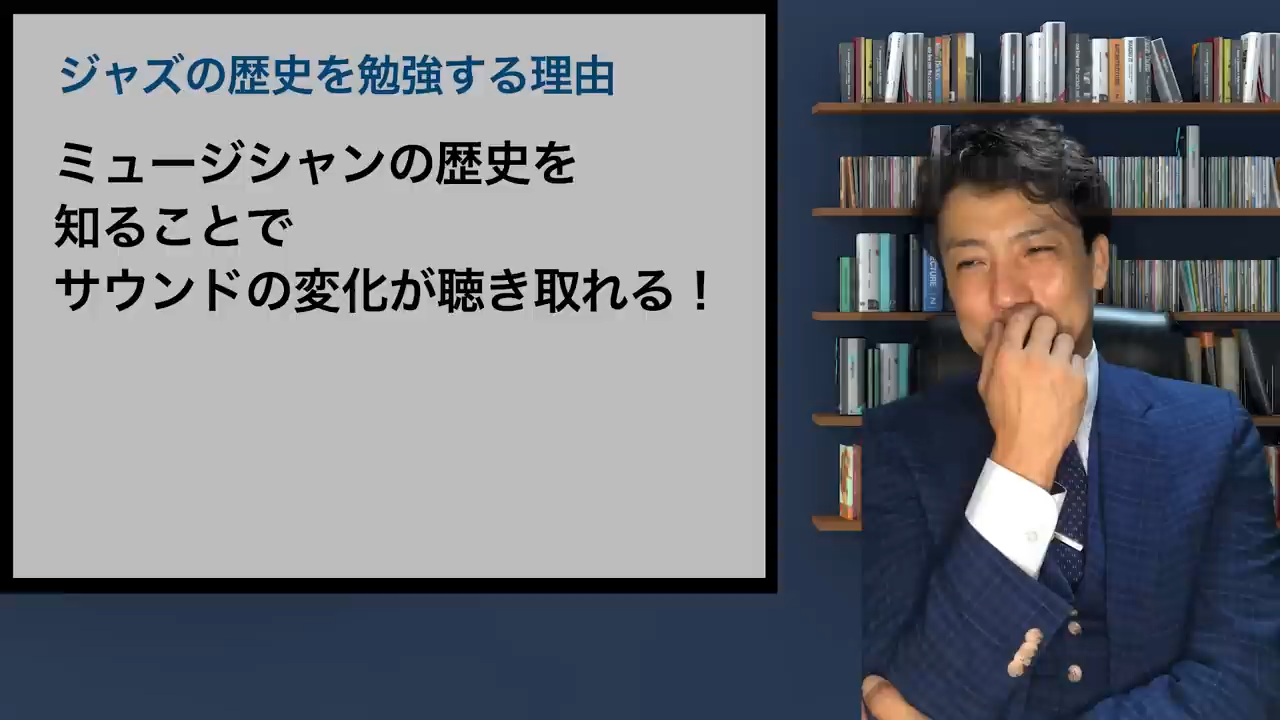 ジャズの歴史を勉強する理由
ミュージシャンの歴史を
知ることで
サウンドの変化が聴き取れる！